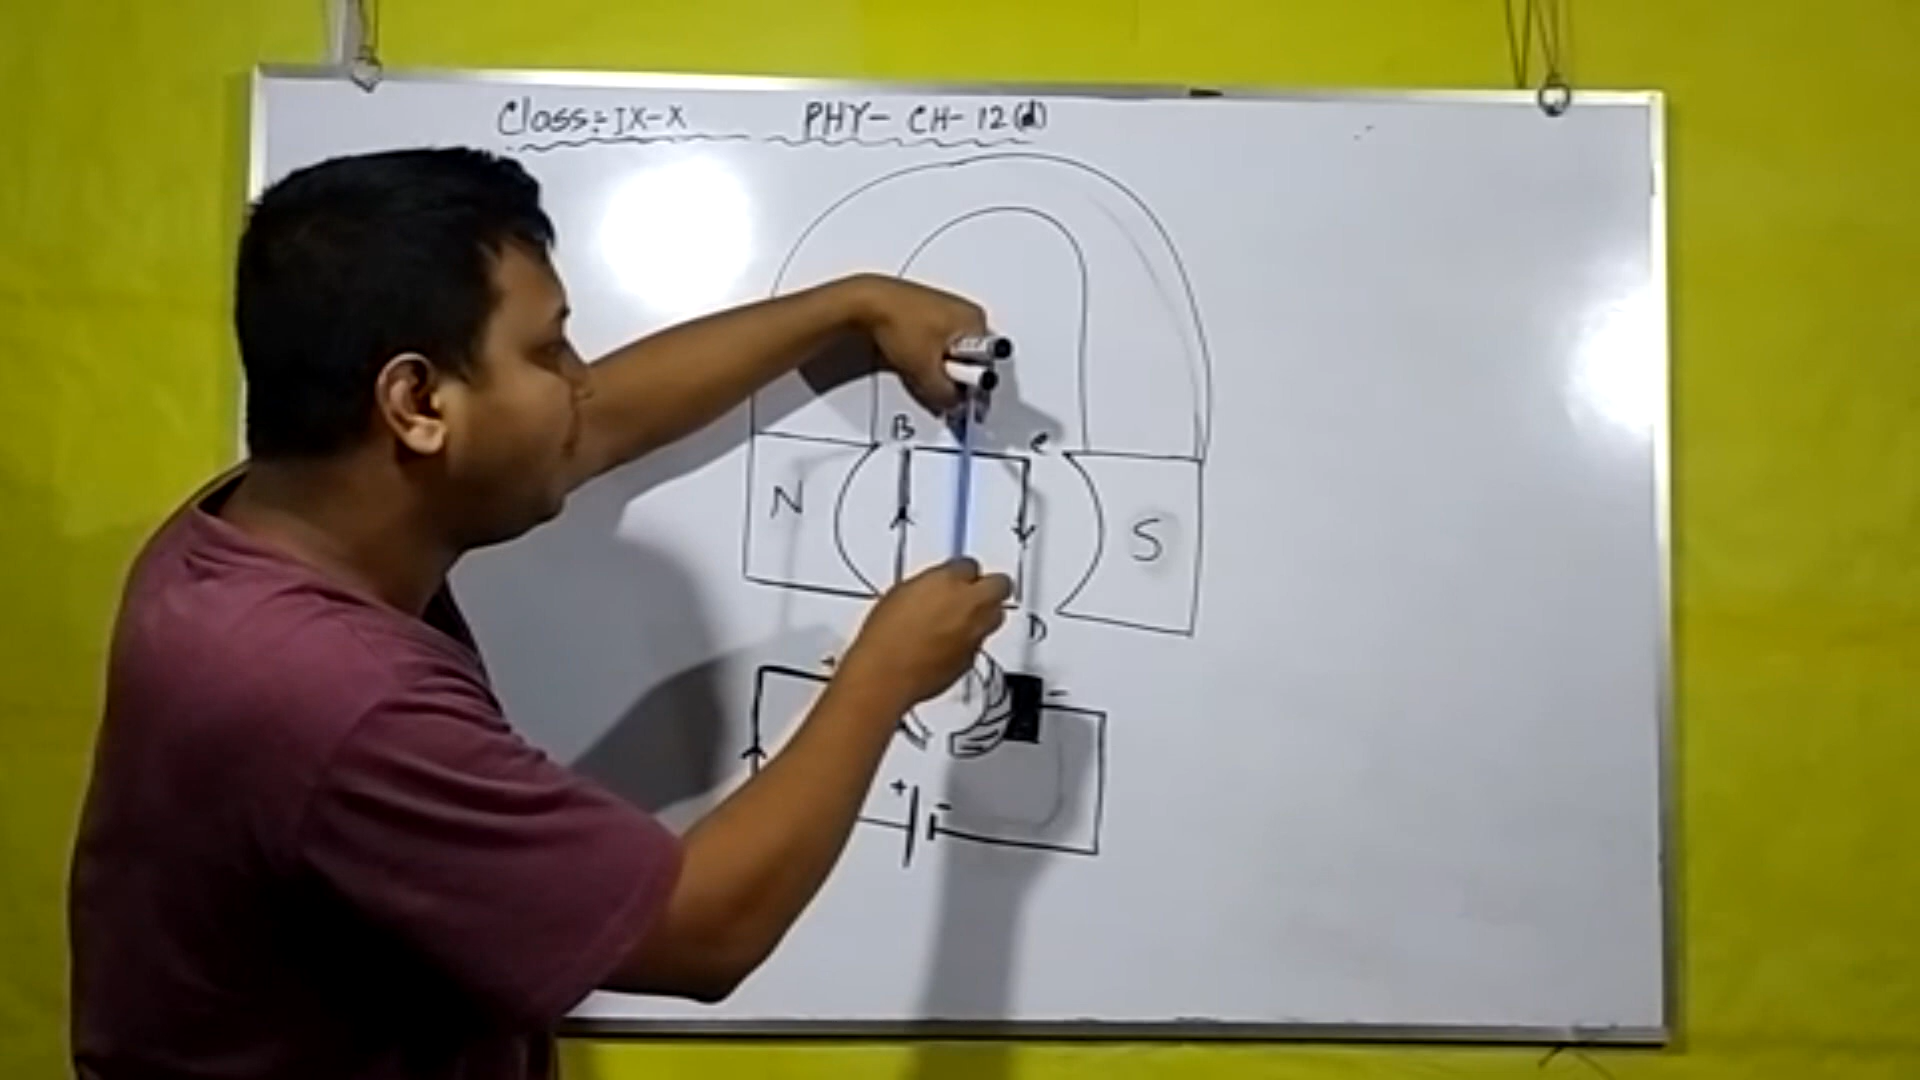 Class:- IX-X PHY- CH- 12(d)
B C
N S
D
+ -
+ -